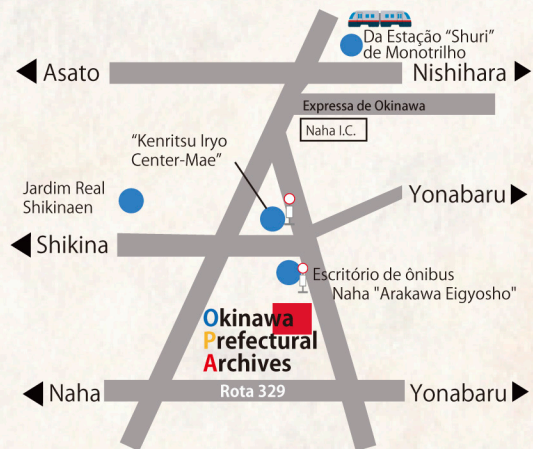 Da Estação “Shuri”
de Monotrilho
Asato
Nishihara
Expressa de Okinawa
Naha I.C.
“Kenritsu Iryo
Center-Mae”
Jardim Real
Shikinaen
Yonabaru
Shikina
Escritório de ônibus
Naha "Arakawa Eigyosho"
Okinawa
Prefectural
Archives
Naha
Rota 329
Yonabaru